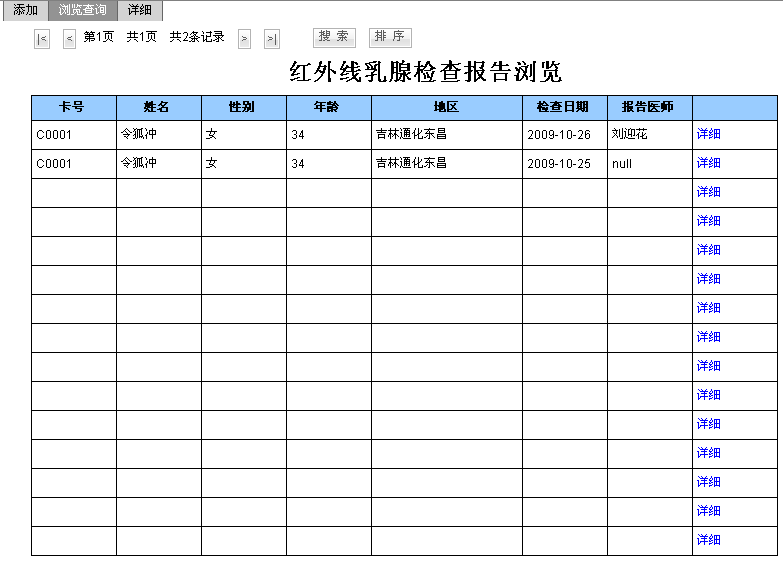 添加 浏览查询 详细
|< < 第1页 共1页 共2条记录 > >| 搜 索 排 序
红外线乳腺检查报告浏览
卡号 姓名 性别 年龄 地区 检查日期 报告医师
C0001 令狐冲 女 34 吉林通化东昌 2009-10-26 刘迎花 详细
C0001 令狐冲 女 34 吉林通化东昌 2009-10-25 null 详细
详细
详细
详细
详细
详细
详细
详细
详细
详细
详细
详细
详细
详细